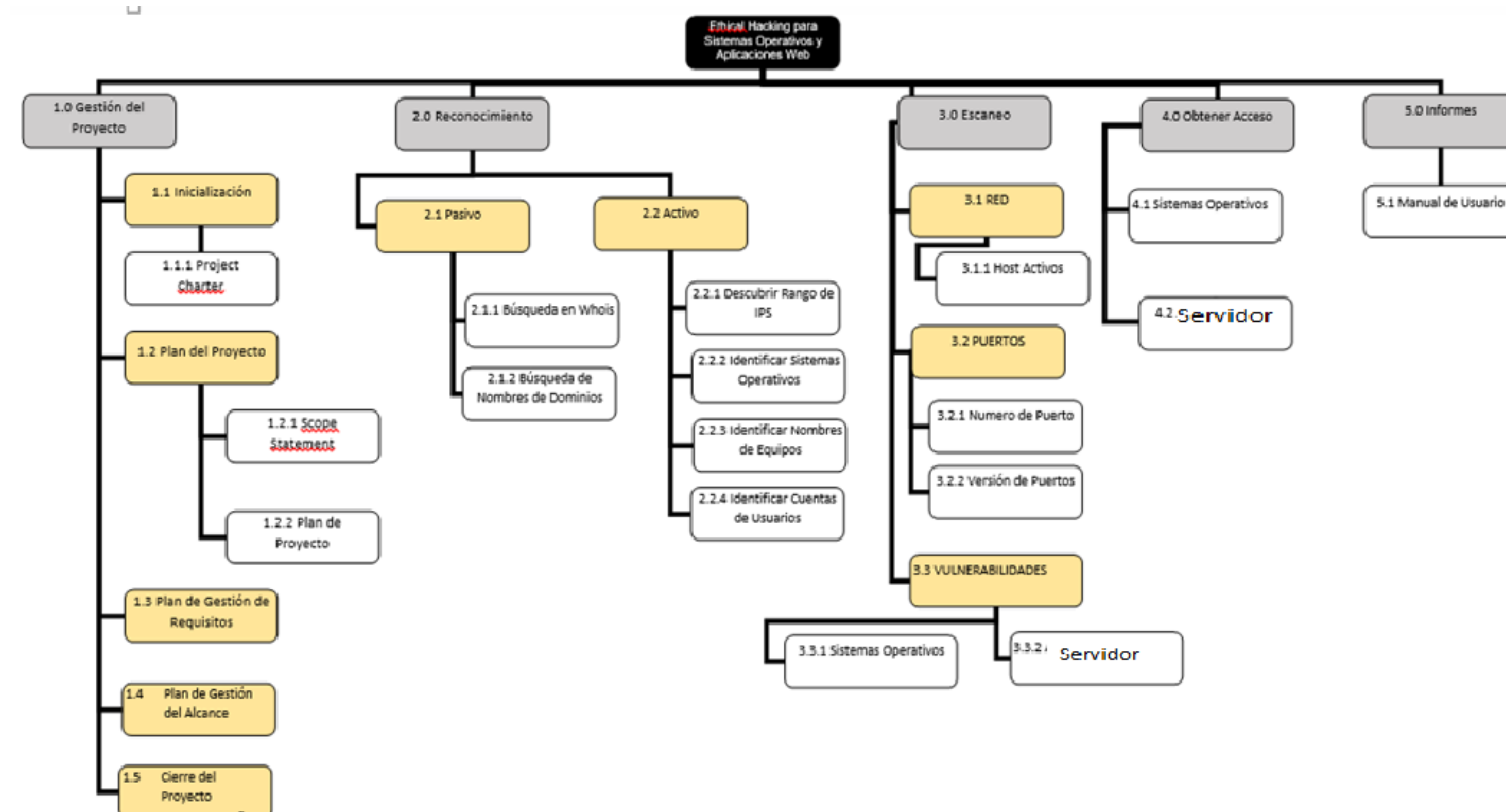 Ethical Hacking para
Sistemas Operativos y
Aplicaciones Web
1.0 Gestión del
Proyecto
1.1 Inicialización
1.1.1 Project
Charter
1.2 Plan del Proyecto
1.2.1 Scope
Statement
1.2.2 Plan de
Proyecto
1.3 Plan de Gestión de
Requisitos
1.4 Plan de Gestión
del Alcance
1.5 Cierre del
Proyecto
2.0 Reconocimiento
2.1 Pasivo
2.1.1 Búsqueda en Whois
2.1.2 Búsqueda de
Nombres de Dominios
2.2 Activo
2.2.1 Descubrir Rango de
IPS
2.2.2 Identificar Sistemas
Operativos
2.2.3 Identificar Nombres
de Equipos
2.2.4 Identificar Cuentas
de Usuarios
3.0 Escaneo
3.1 RED
3.1.1 Host Activos
3.2 PUERTOS
3.2.1 Numero de Puerto
3.2.2 Versión de Puertos
3.3 VULNERABILIDADES
3.3.1 Sistemas Operativos
3.3.2 Servidor
4.0 Obtener Acceso
4.1 Sistemas Operativos
4.2 Servidor
5.0 Informes
5.1 Manual de Usuario